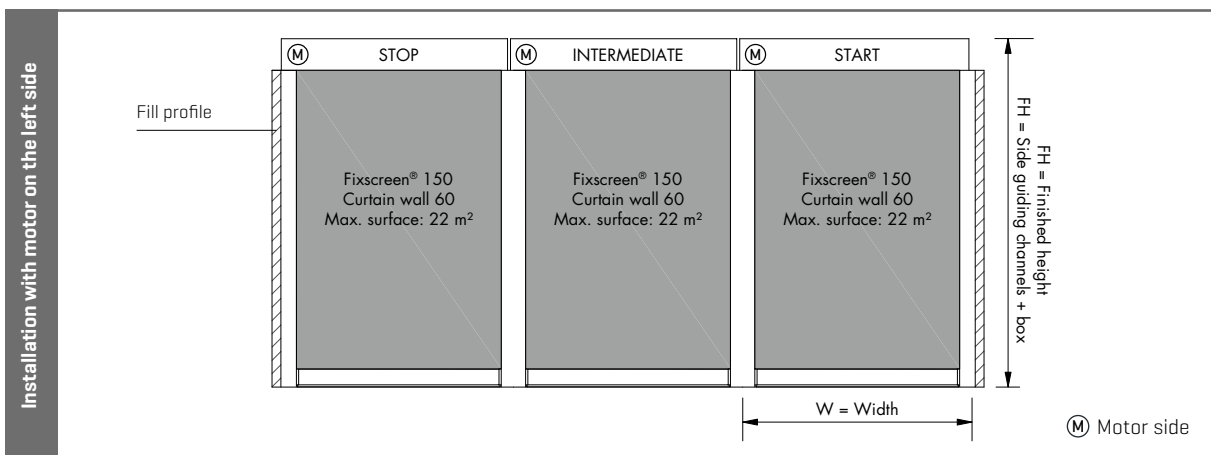 Installation with motor on the left side
M STOP
M INTERMEDIATE
M START
Fill profile
Fixscreen® 150
Curtain wall 60
Max. surface: 22 m²
Fixscreen® 150
Curtain wall 60
Max. surface: 22 m²
Fixscreen® 150
Curtain wall 60
Max. surface: 22 m²
FH = Finished height
FH = Side guiding channels + box
W = Width
M Motor side